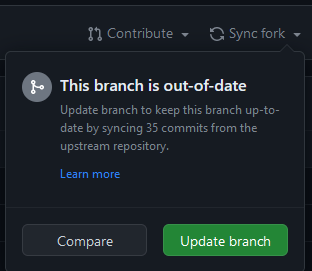 Contribute Sync fork
This branch is out-of-date
Update branch to keep this branch up-to-
date by syncing 35 commits from the
upstream repository.
Learn more
Compare Update branch